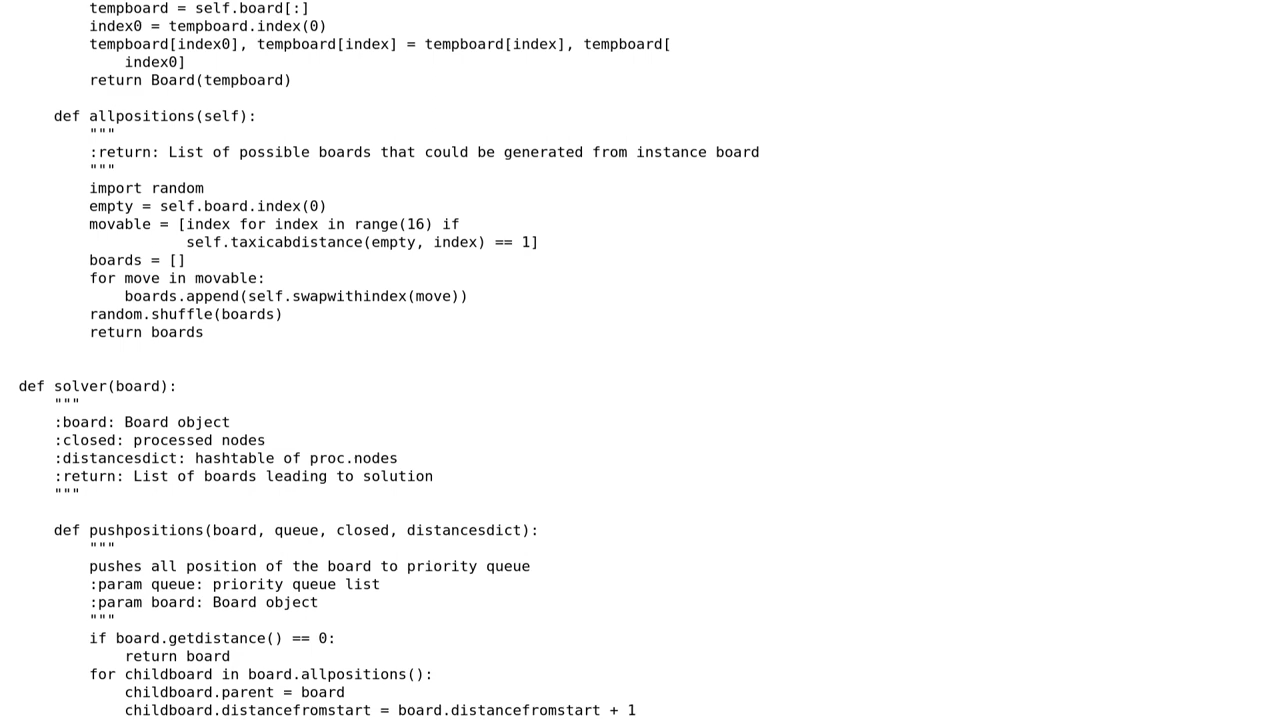 tempboard = self.board[:]
        index0 = tempboard.index(0)
        tempboard[index0], tempboard[index] = tempboard[index], tempboard[
            index0]
        return Board(tempboard)

    def allpositions(self):
        """
        :return: List of possible boards that could be generated from instance board
        """
        import random
        empty = self.board.index(0)
        movable = [index for index in range(16) if
                   self.taxicabdistance(empty, index) == 1]
        boards = []
        for move in movable:
            boards.append(self.swapwithindex(move))
        random.shuffle(boards)
        return boards


def solver(board):
    """
    :board: Board object
    :closed: processed nodes
    :distancesdict: hashtable of proc.nodes
    :return: List of boards leading to solution
    """

    def pushpositions(board, queue, closed, distancesdict):
        """
        pushes all position of the board to priority queue
        :param queue: priority queue list
        :param board: Board object
        """
        if board.getdistance() == 0:
            return board
        for childboard in board.allpositions():
            childboard.parent = board
            childboard.distancefromstart = board.distancefromstart + 1